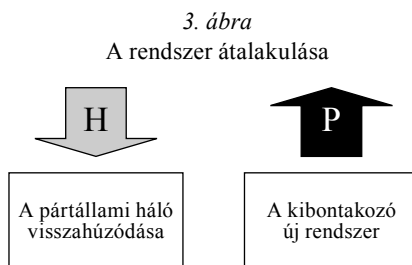 3. ábra
A rendszer átalakulása
H
P
A pártállami háló
visszahúzódása
A kibontakozó
új rendszer